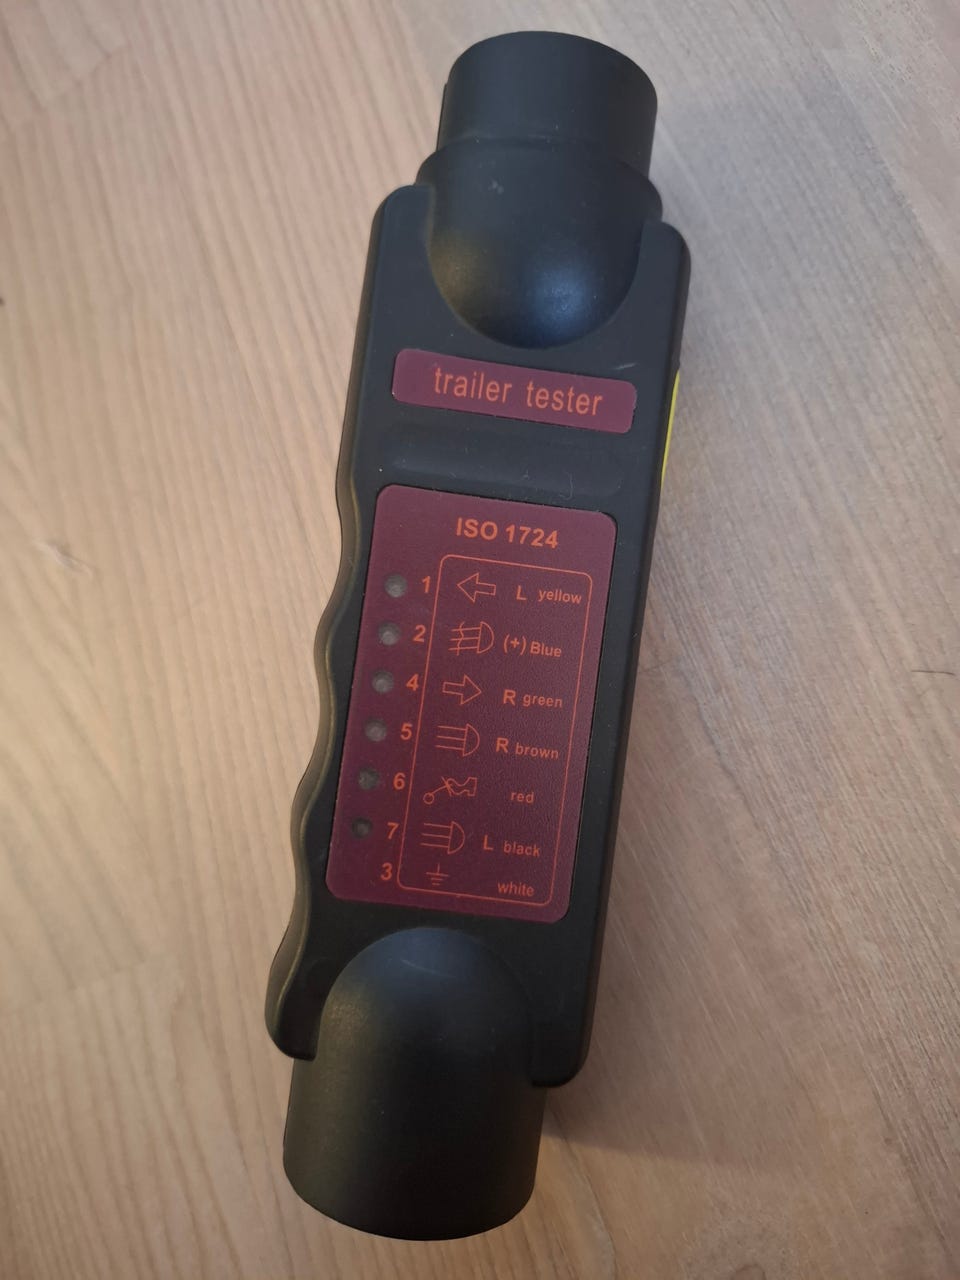 trailer tester
ISO 1724
1 L yellow
2 (+) Blue
4 R green
5 R brown
6 red
7 L black
3 white